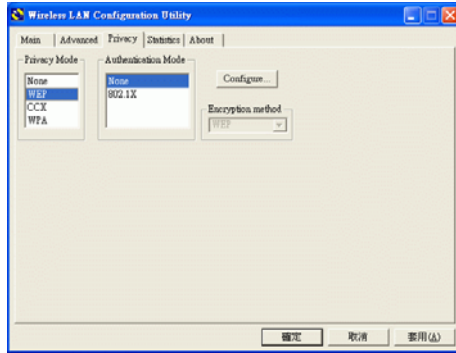 Wireless LAN Configuration Utility
Main Advanced Privacy Statistics About
Privacy Mode
None
WEP
CCX
WPA
Authentication Mode
None
802.1X
Configure...
Encryption method
WEP
確定 取消 套用(A)